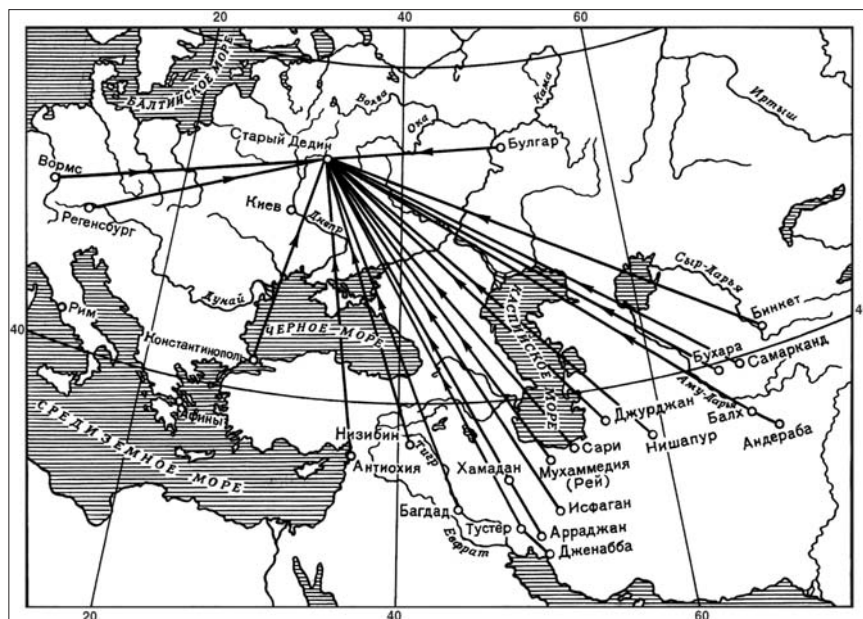 20
40
60
БАЛТИЙСКОЕ МОРЕ
Волга
Ока
Кама
Иртыш
Старый Дедин
Булгар
Вормс
Регенсбург
Киев
Днепр
Сыр-Дарья
Дунай
Рим
КАСПИЙСКОЕ МОРЕ
Бинкет
ЧЕРНОЕ МОРЕ
40
4
Константинополь
Бухара
Самарканд
Аму-Дарья
Афины
Джурджан
Балх
СРЕДИЗЕМНОЕ МОРЕ
Низибин
Тигр
Сари
Нишапур
Андераба
Антиохия
Хамадан
Мухаммедия
(Рей)
Багдад
Исфаган
Тустер
Арраджан
Евфрат
Дженабба
20
40
60